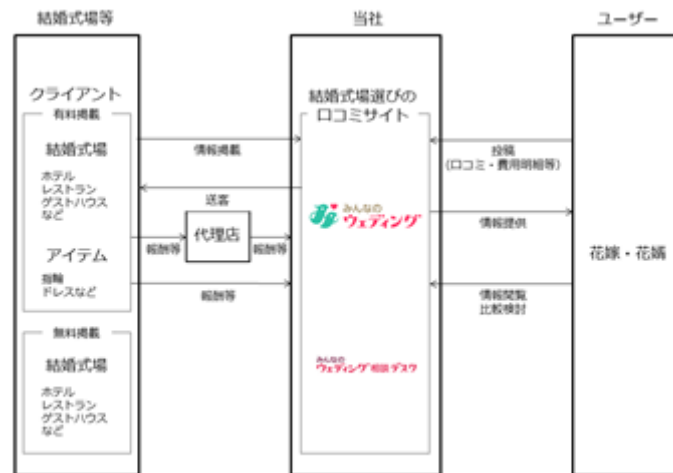 結婚式場等
当社
ユーザー
クライアント
有料掲載
結婚式場
ホテル
レストラン
ゲストハウス
など
アイテム
指輪
ドレスなど
無料掲載
結婚式場
ホテル
レストラン
ゲストハウス
など
情報掲載
送客
代理店
報酬等
報酬等
報酬等
結婚式場選びの
口コミサイト
みんなの
ウェディング
みんなの
ウェディング相談デスク
投稿
(口コミ・費用明細等)
情報提供
情報閲覧
比較検討
花嫁・花婿